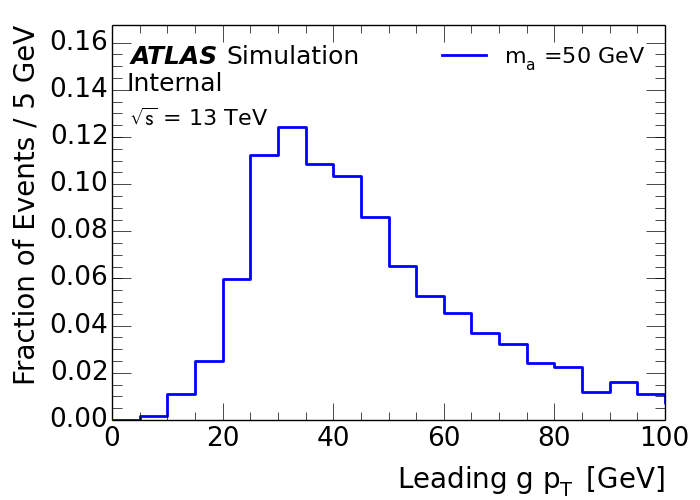 ATLAS Simulation
Internal
√s = 13 TeV
mₐ =50 GeV
Fraction of Events / 5 GeV
0.16
0.14
0.12
0.10
0.08
0.06
0.04
0.02
0.00
0 20 40 60 80 100
Leading g p_T [GeV]